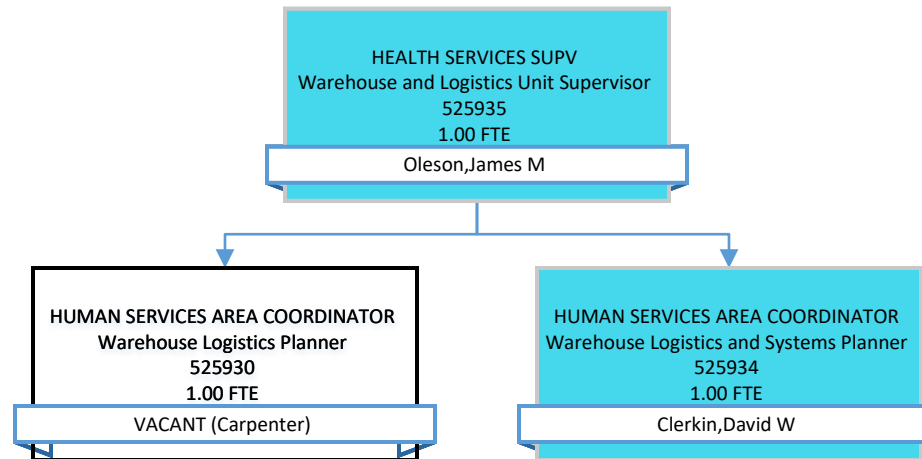 HEALTH SERVICES SUPV
Warehouse and Logistics Unit Supervisor
525935
1.00 FTE
Oleson,James M
HUMAN SERVICES AREA COORDINATOR
Warehouse Logistics Planner
525930
1.00 FTE
VACANT (Carpenter)
HUMAN SERVICES AREA COORDINATOR
Warehouse Logistics and Systems Planner
525934
1.00 FTE
Clerkin,David W